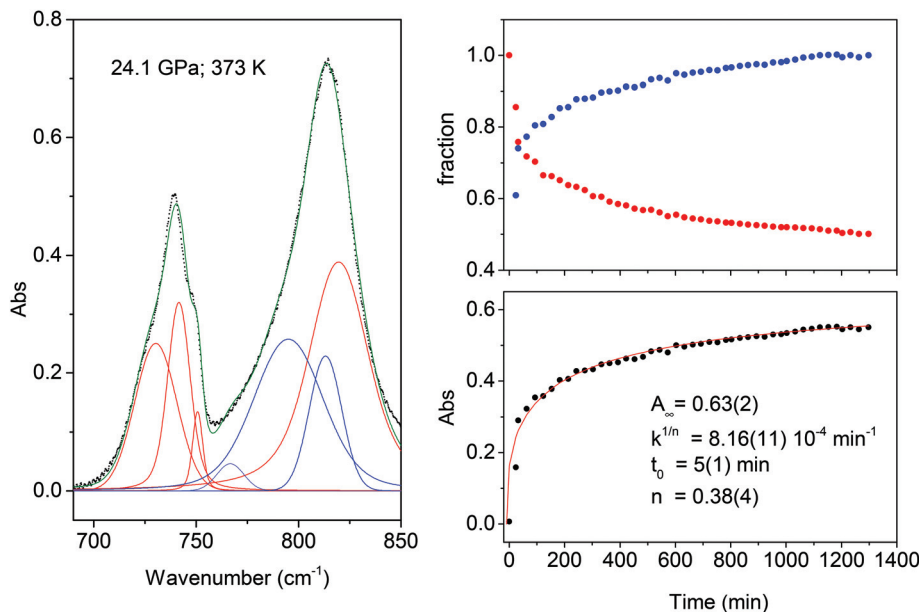 24.1 GPa; 373 K
0.8
0.6
0.4
0.2
0.0
Abs
700
750
800
850
Wavenumber (cm⁻¹)
1.0
0.8
0.6
0.4
fraction
0.6
0.4
0.2
0.0
Abs
A∞ = 0.63(2)
k^1/n = 8.16(11) 10⁻⁴ min⁻¹
t₀ = 5(1) min
n = 0.38(4)
0
200
400
600
800
1000
1200
1400
Time (min)